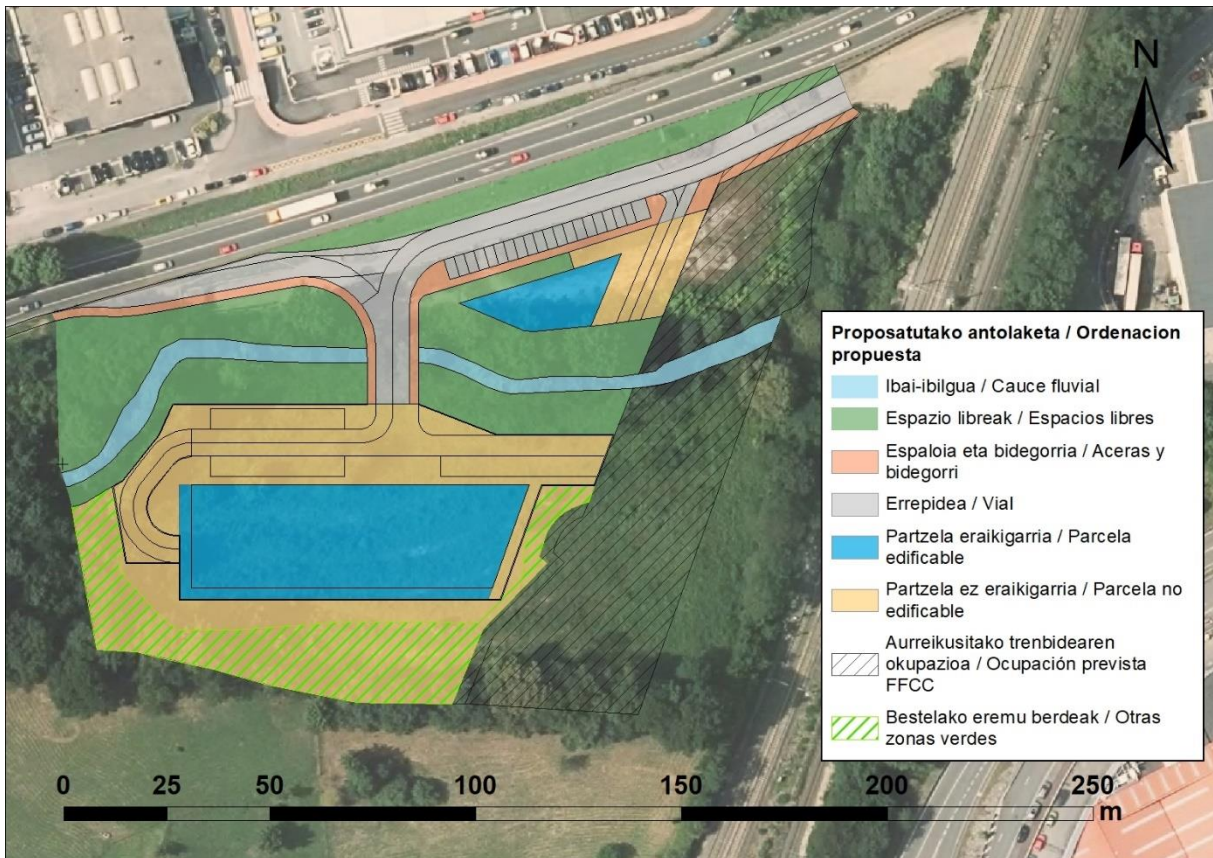 N
Proposatutako antolaketa / Ordenacion
propuesta
Ibai-ibilgua / Cauce fluvial
Espazio libreak / Espacios libres
Espaloia eta bidegorria / Aceras y
bidegorri
Errepidea / Vial
Partzela eraikigarria / Parcela
edificable
Partzela ez eraikigarria / Parcela no
edificable
Aurreikusitako trenbidearen
okupazioa / Ocupación prevista
FFCC
Bestelako eremu berdeak / Otras
zonas verdes
0 25 50 100 150 200 250
m